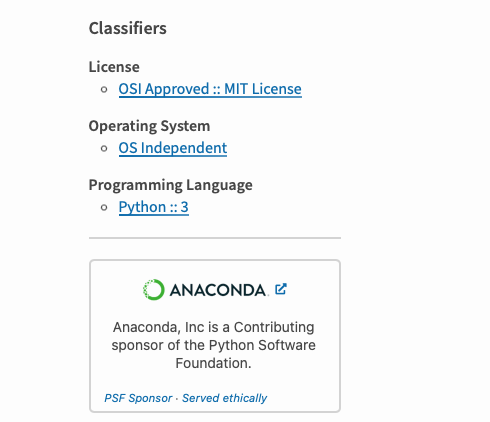 Classifiers
License
OSI Approved :: MIT License
Operating System
OS Independent
Programming Language
Python :: 3
ANACONDA.
Anaconda, Inc is a Contributing
sponsor of the Python Software
Foundation.
PSF Sponsor · Served ethically